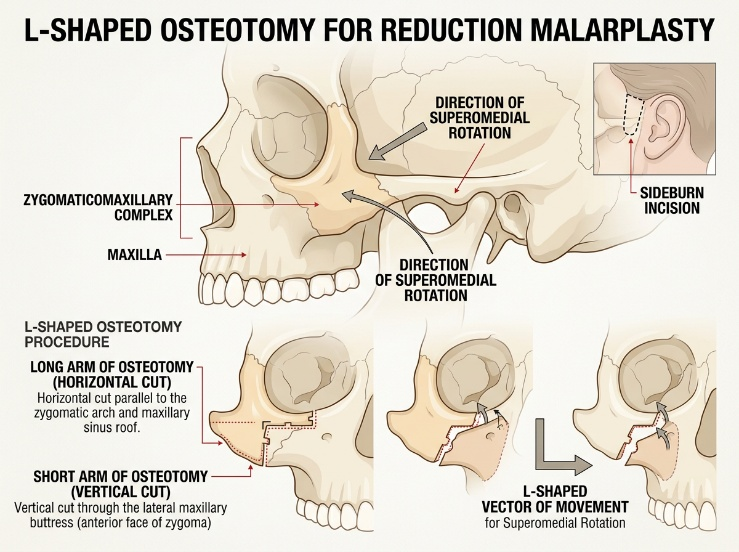 L-SHAPED OSTEOTOMY FOR REDUCTION MALARPLASTY
DIRECTION OF
SUPEROMEDIAL
ROTATION
SIDEBURN
INCISION
ZYGOMATICOMAXILLARY
COMPLEX
MAXILLA
DIRECTION
OF SUPEROMEDIAL
ROTATION
L-SHAPED OSTEOTOMY
PROCEDURE
LONG ARM OF OSTEOTOMY
(HORIZONTAL CUT)
Horizontal cut parallel to the
zygomatic arch and maxillary
sinus roof.
SHORT ARM OF OSTEOTOMY
(VERTICAL CUT)
Vertical cut through the lateral maxillary
buttress (anterior face of zygoma)
L-SHAPED
VECTOR OF MOVEMENT
for Superomedial Rotation